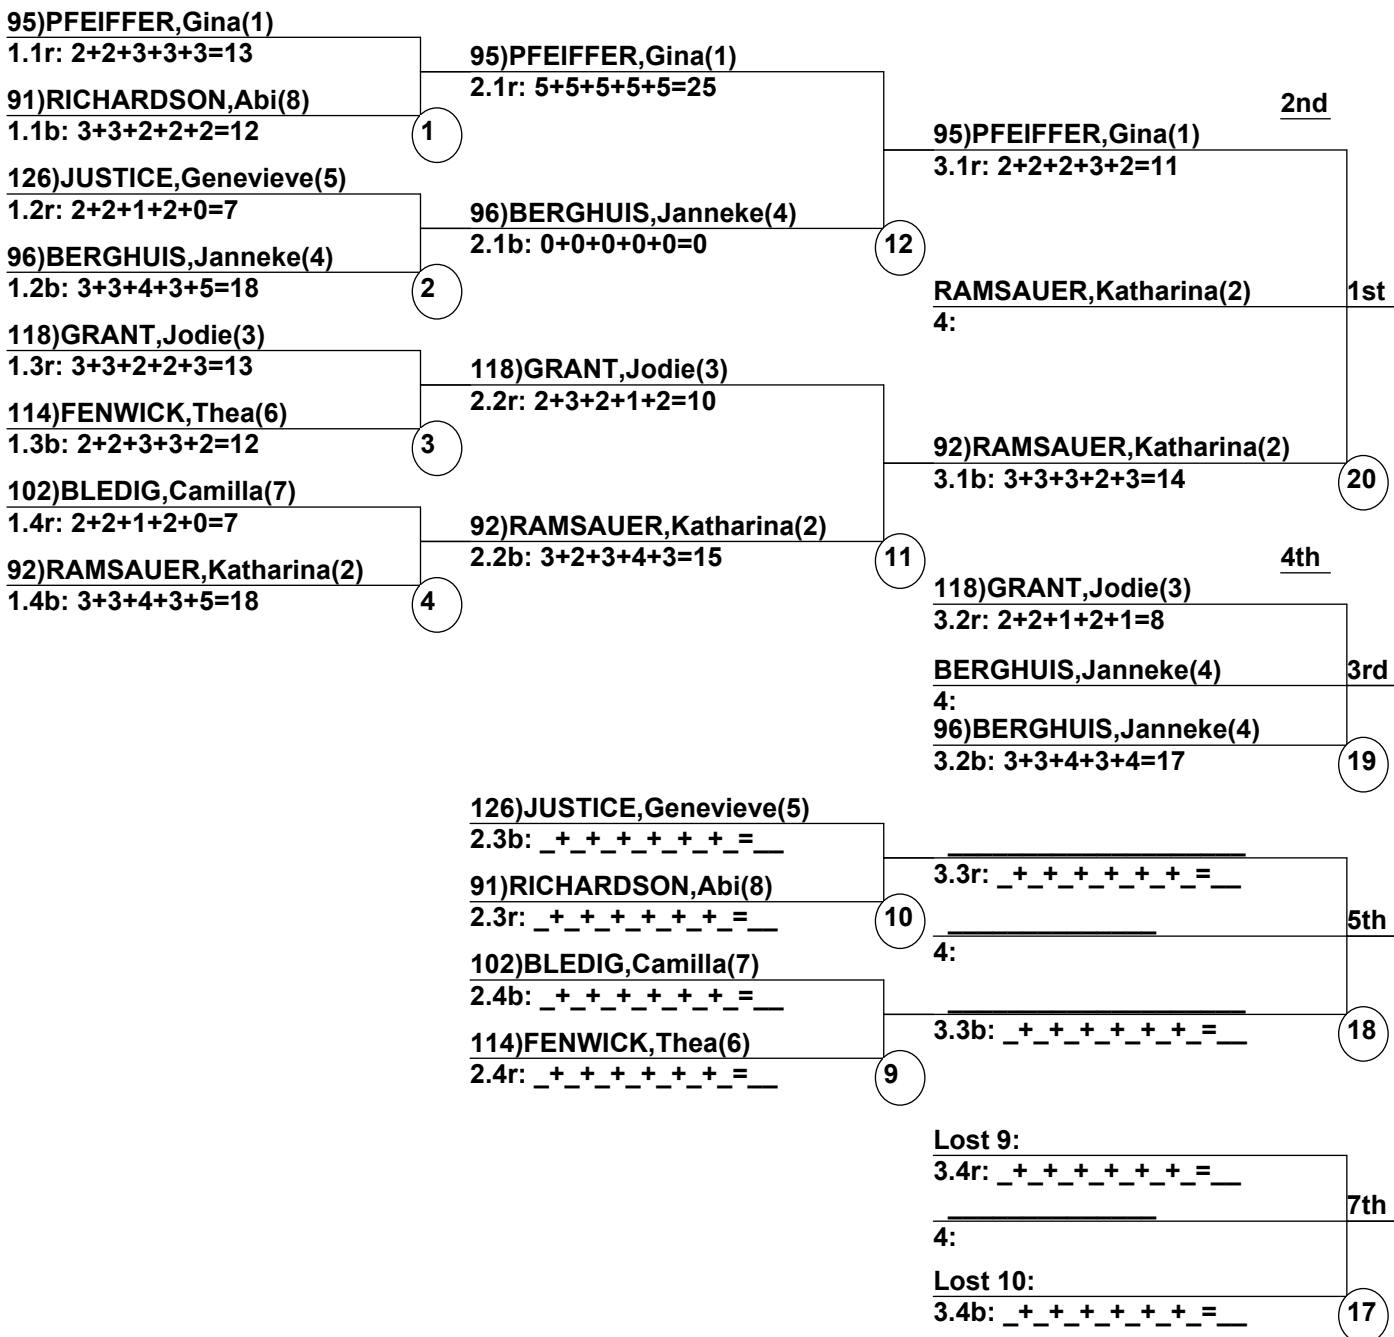 95)PFEIFFER,Gina(1)
1.1r: 2+2+3+3+3=13
91)RICHARDSON,Abi(8)
1.1b: 3+3+2+2+2=12
1
126)JUSTICE,Genevieve(5)
1.2r: 2+2+1+2+0=7
96)BERGHUIS,Janneke(4)
1.2b: 3+3+4+3+5=18
2
118)GRANT,Jodie(3)
1.3r: 3+3+2+2+3=13
114)FENWICK,Thea(6)
1.3b: 2+2+3+3+2=12
3
102)BLEDIG,Camilla(7)
1.4r: 2+2+1+2+0=7
92)RAMSAUER,Katharina(2)
1.4b: 3+3+4+3+5=18
4
95)PFEIFFER,Gina(1)
2.1r: 5+5+5+5+5=25
96)BERGHUIS,Janneke(4)
2.1b: 0+0+0+0+0=0
12
118)GRANT,Jodie(3)
2.2r: 2+3+2+1+2=10
92)RAMSAUER,Katharina(2)
2.2b: 3+2+3+4+3=15
11
126)JUSTICE,Genevieve(5)
2.3b: _+_+_+_+_+_=__
91)RICHARDSON,Abi(8)
2.3r: _+_+_+_+_+_=__
10
102)BLEDIG,Camilla(7)
2.4b: _+_+_+_+_+_=__
114)FENWICK,Thea(6)
2.4r: _+_+_+_+_+_=__
9
2nd
95)PFEIFFER,Gina(1)
3.1r: 2+2+2+3+2=11
RAMSAUER,Katharina(2) 1st
4:
92)RAMSAUER,Katharina(2)
3.1b: 3+3+3+2+3=14
20
4th
118)GRANT,Jodie(3)
3.2r: 2+2+1+2+1=8
BERGHUIS,Janneke(4) 3rd
4:
96)BERGHUIS,Janneke(4)
3.2b: 3+3+4+3+4=17
19
____________________
3.3r: _+_+_+_+_+_=__
______________ 5th
4:
____________________
3.3b: _+_+_+_+_+_=__
18
Lost 9:
3.4r: _+_+_+_+_+_=__
______________ 7th
4:
Lost 10:
3.4b: _+_+_+_+_+_=__
17